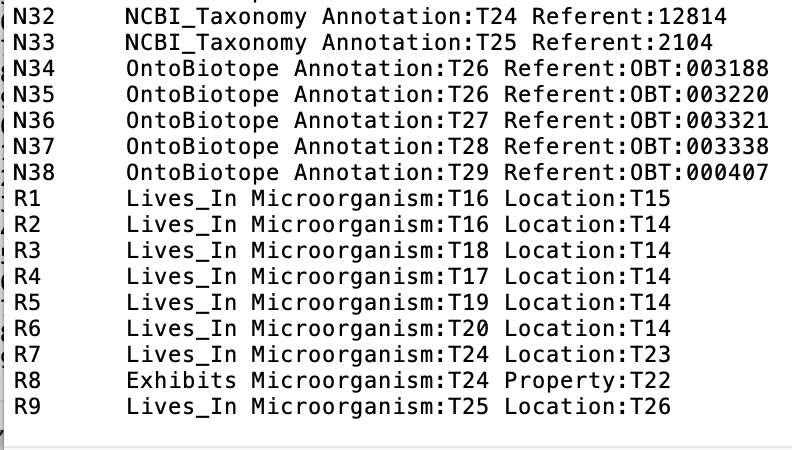 N32 NCBI_Taxonomy Annotation:T24 Referent:12814
N33 NCBI_Taxonomy Annotation:T25 Referent:2104
N34 OntoBiotope Annotation:T26 Referent:OBT:003188
N35 OntoBiotope Annotation:T26 Referent:OBT:003220
N36 OntoBiotope Annotation:T27 Referent:OBT:003321
N37 OntoBiotope Annotation:T28 Referent:OBT:003338
N38 OntoBiotope Annotation:T29 Referent:OBT:000407
R1 Lives_In Microorganism:T16 Location:T15
R2 Lives_In Microorganism:T16 Location:T14
R3 Lives_In Microorganism:T18 Location:T14
R4 Lives_In Microorganism:T17 Location:T14
R5 Lives_In Microorganism:T19 Location:T14
R6 Lives_In Microorganism:T20 Location:T14
R7 Lives_In Microorganism:T24 Location:T23
R8 Exhibits Microorganism:T24 Property:T22
R9 Lives_In Microorganism:T25 Location:T26